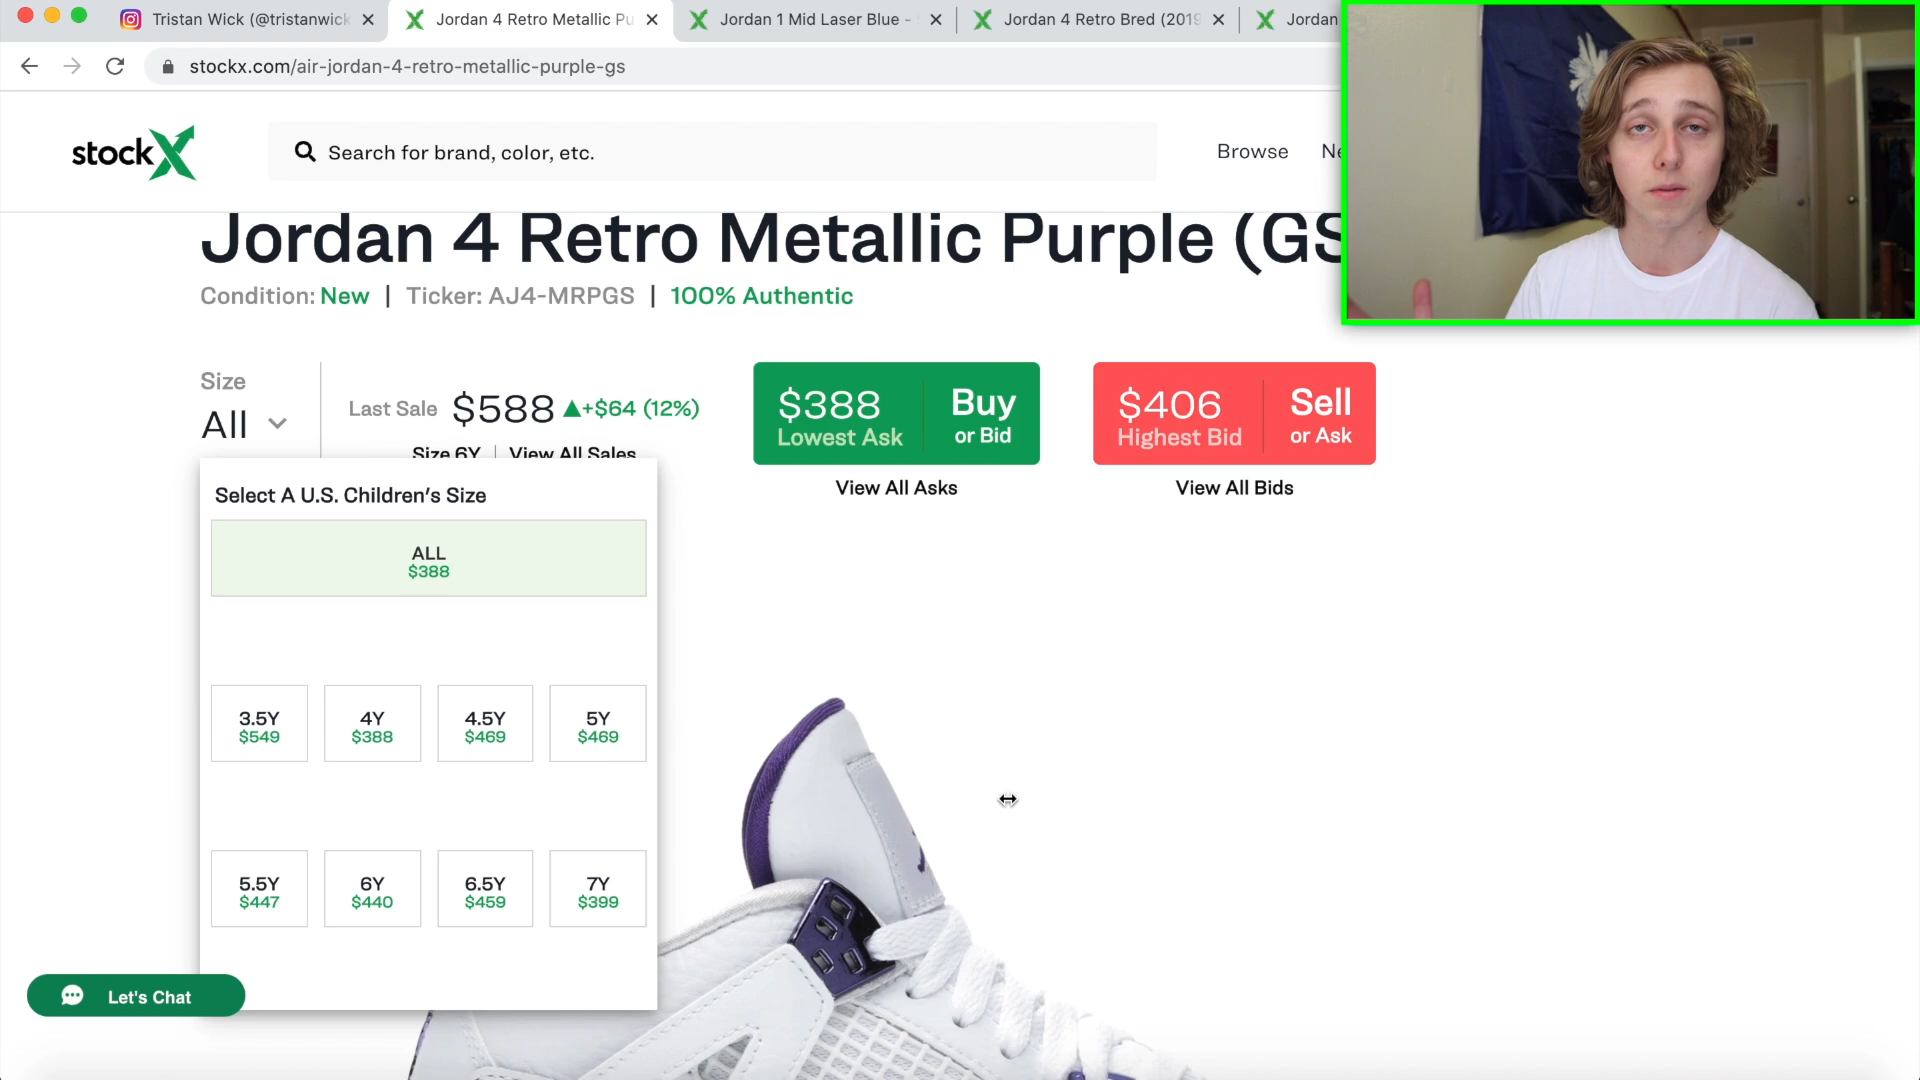 Tristan Wick (@tristanwick
Jordan 4 Retro Metallic Pu
Jordan 1 Mid Laser Blue -
Jordan 4 Retro Bred (2019
Jordan
stockx.com/air-jordan-4-retro-metallic-purple-gs
stockX
Search for brand, color, etc.
Browse
Ne
Jordan 4 Retro Metallic Purple (GS
Condition: New | Ticker: AJ4-MRPGS | 100% Authentic
Size
All
Last Sale $588 ▲+$64 (12%)
Size 6Y | View All Sales
$388
Lowest Ask
Buy
or Bid
View All Asks
$406
Highest Bid
Sell
or Ask
View All Bids
Select A U.S. Children's Size
ALL
$388
3.5Y
$549
4Y
$388
4.5Y
$469
5Y
$469
5.5Y
$447
6Y
$440
6.5Y
$459
7Y
$399
Let's Chat